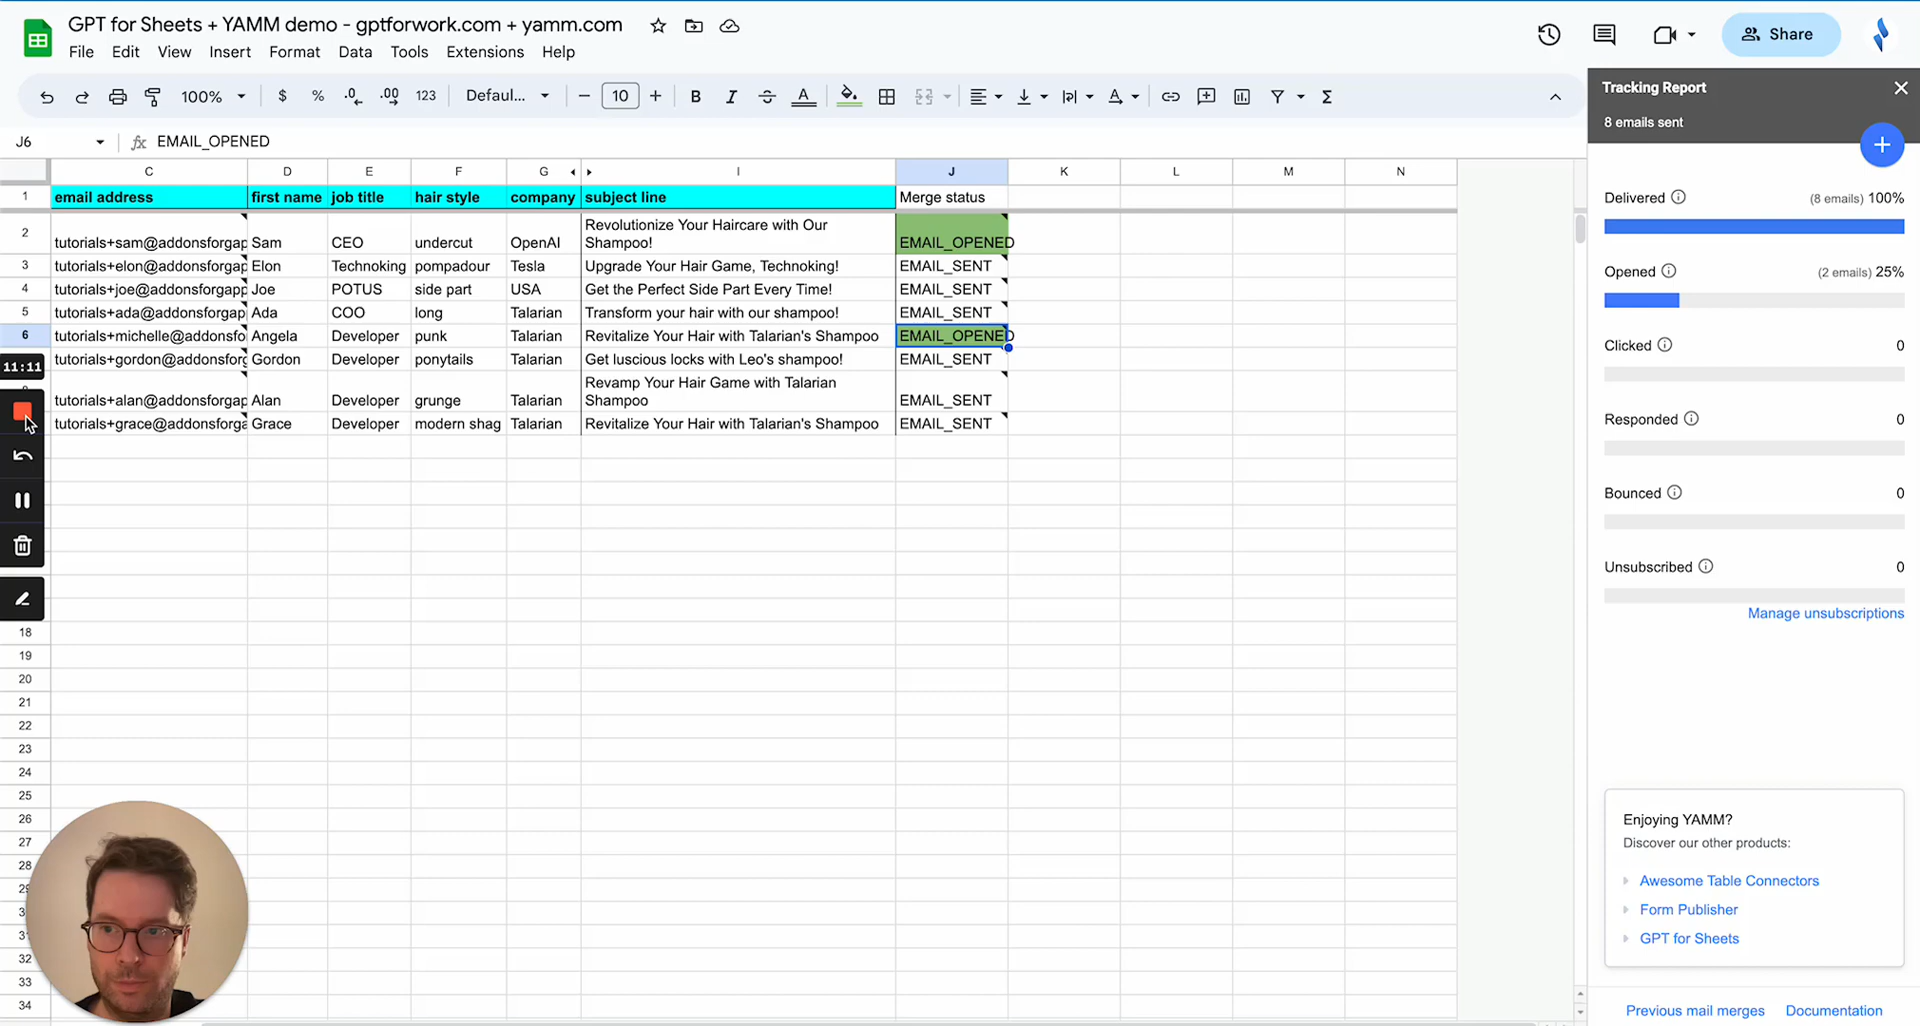 GPT for Sheets + YAMM demo - gptforwork.com + yamm.com
File Edit View Insert Format Data Tools Extensions Help
Share
100% $ % .0 .00 123 Defaul... 10 B I A Σ
J6 fx EMAIL_OPENED
C D E F G I J K L M N
1 email address first name job title hair style company subject line Merge status
2 tutorials+sam@addonsforgap Sam CEO undercut OpenAI Revolutionize Your Haircare with Our
Shampoo! EMAIL_OPENED
3 tutorials+elon@addonsforgap Elon Technoking pompadour Tesla Upgrade Your Hair Game, Technoking! EMAIL_SENT
4 tutorials+joe@addonsforgapp Joe POTUS side part USA Get the Perfect Side Part Every Time! EMAIL_SENT
5 tutorials+ada@addonsforgap Ada COO long Talarian Transform your hair with our shampoo! EMAIL_SENT
6 tutorials+michelle@addonsfo Angela Developer punk Talarian Revitalize Your Hair with Talarian's Shampoo EMAIL_OPENED
tutorials+gordon@addonsforg Gordon Developer ponytails Talarian Get luscious locks with Leo's shampoo! EMAIL_SENT
tutorials+alan@addonsforgap Alan Developer grunge Talarian Revamp Your Hair Game with Talarian
Shampoo EMAIL_SENT
tutorials+grace@addonsforga Grace Developer modern shag Talarian Revitalize Your Hair with Talarian's Shampoo EMAIL_SENT
11:11
18
19
20
21
22
23
24
25
26
27
28
32
33
34
Tracking Report
8 emails sent
Delivered (8 emails) 100%
Opened (2 emails) 25%
Clicked 0
Responded 0
Bounced 0
Unsubscribed 0
Manage unsubscriptions
Enjoying YAMM?
Discover our other products:
Awesome Table Connectors
Form Publisher
GPT for Sheets
Previous mail merges Documentation